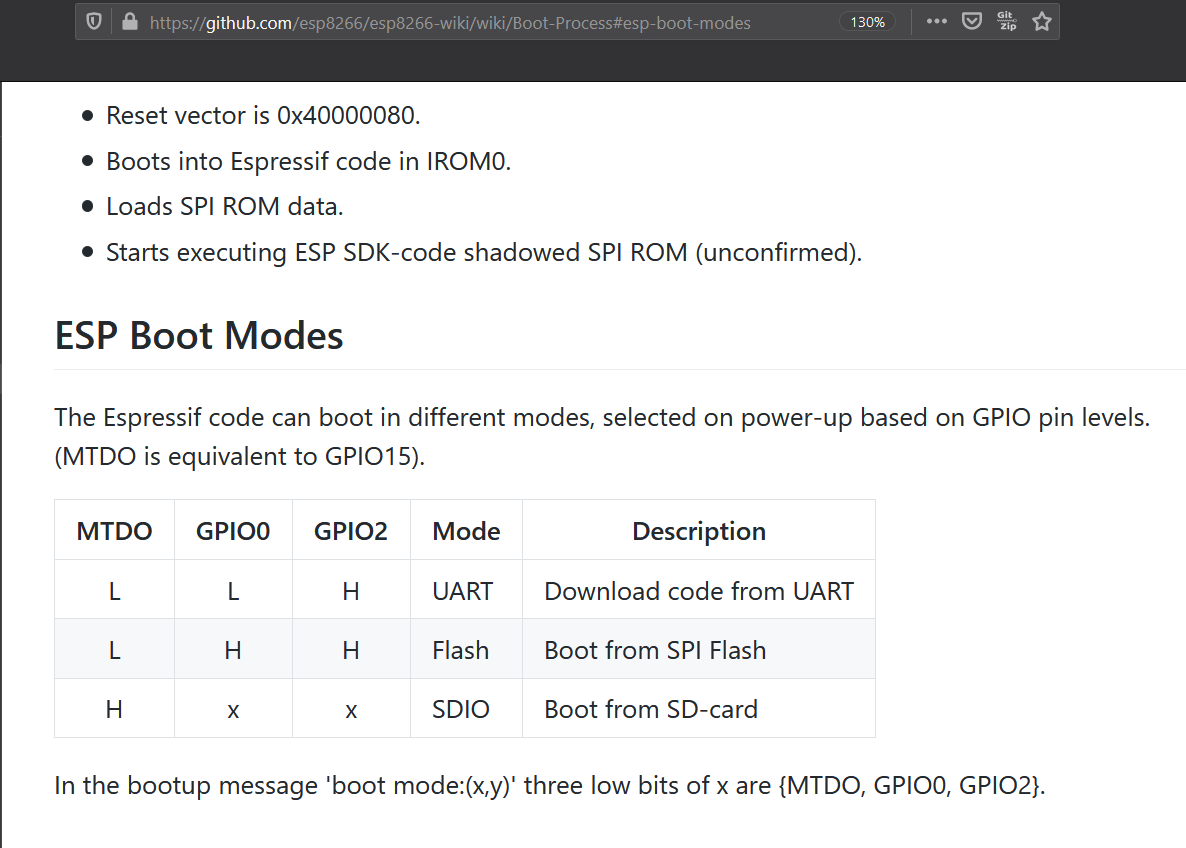 https://github.com/esp8266/esp8266-wiki/wiki/Boot-Process#esp-boot-modes 130% Git Zip
Reset vector is 0x40000080.
Boots into Espressif code in IROM0.
Loads SPI ROM data.
Starts executing ESP SDK-code shadowed SPI ROM (unconfirmed).
ESP Boot Modes
The Espressif code can boot in different modes, selected on power-up based on GPIO pin levels.
(MTDO is equivalent to GPIO15).
MTDO GPIO0 GPIO2 Mode Description
L L H UART Download code from UART
L H H Flash Boot from SPI Flash
H x x SDIO Boot from SD-card
In the bootup message 'boot mode:(x,y)' three low bits of x are {MTDO, GPIO0, GPIO2}.